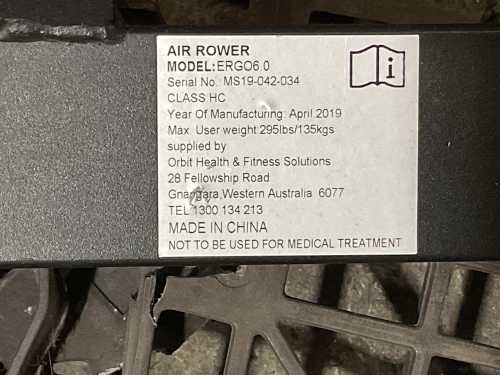 AIR ROWER
MODEL:ERGO6.0
Serial No. MS19-042-034
CLASS HC
Year Of Manufacturing: April.2019
Max. User weight:295lbs/135kgs
supplied by
Orbit Health & Fitness Solutions
28 Fellowship Road
Gnangara,Western Australia 6077
TEL:1300 134 213
MADE IN CHINA
NOT TO BE USED FOR MEDICAL TREATMENT